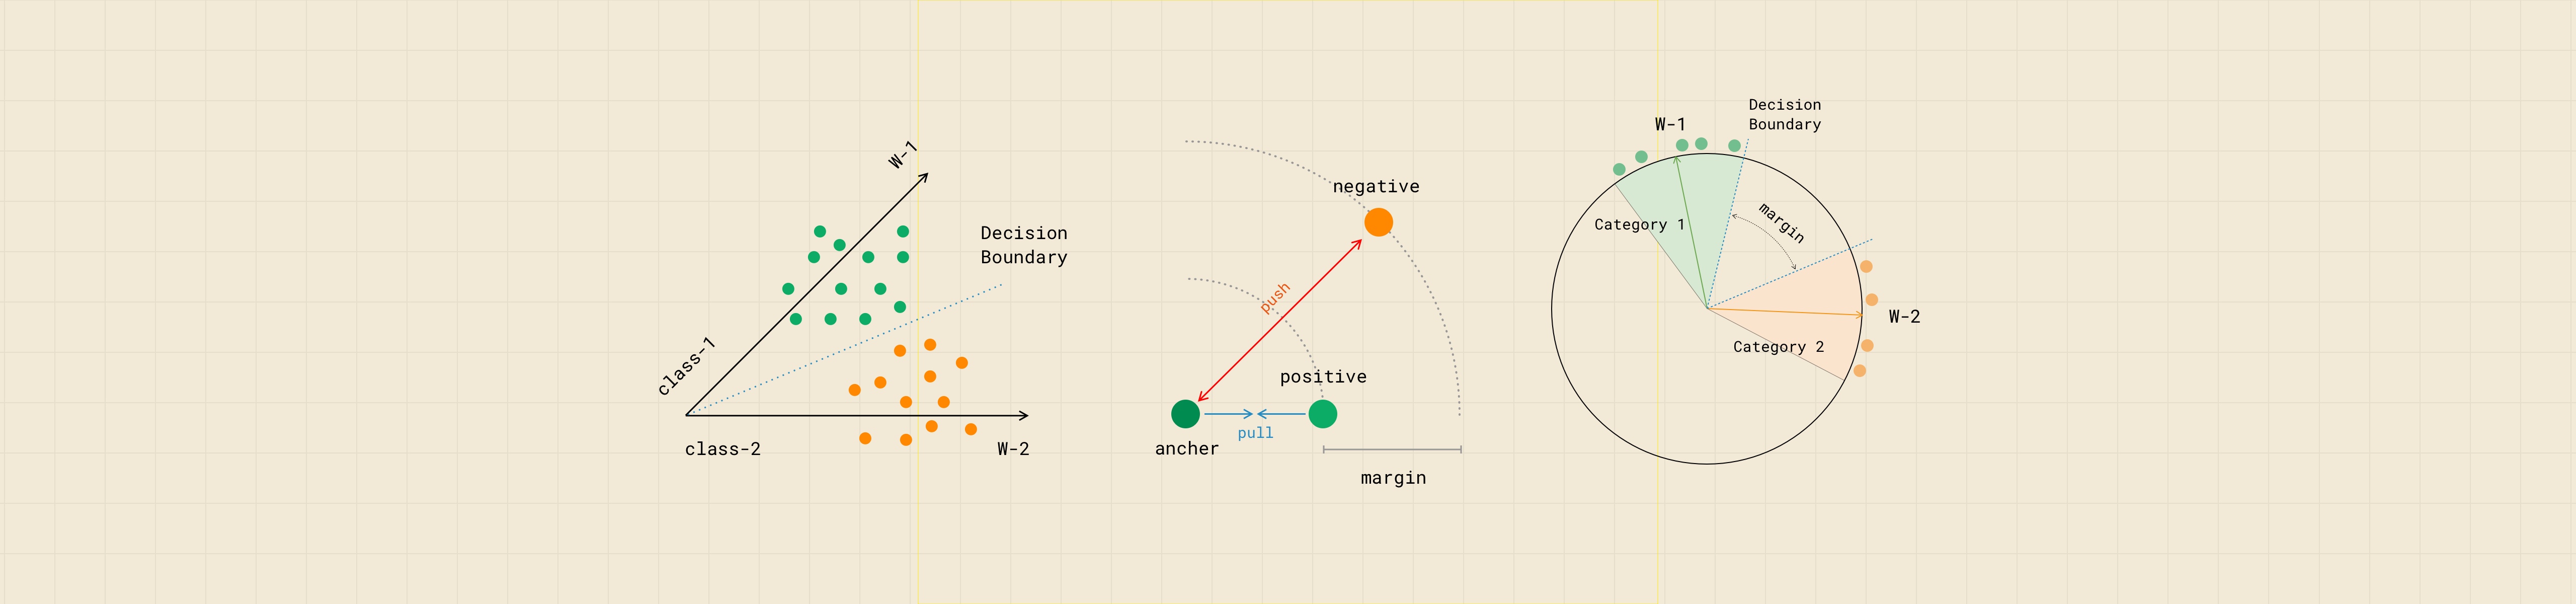 W-1
Decision
Boundary
class-1
class-2
W-2
negative
push
positive
pull
ancher
margin
Decision
Boundary
W-1
margin
Category 1
W-2
Category 2